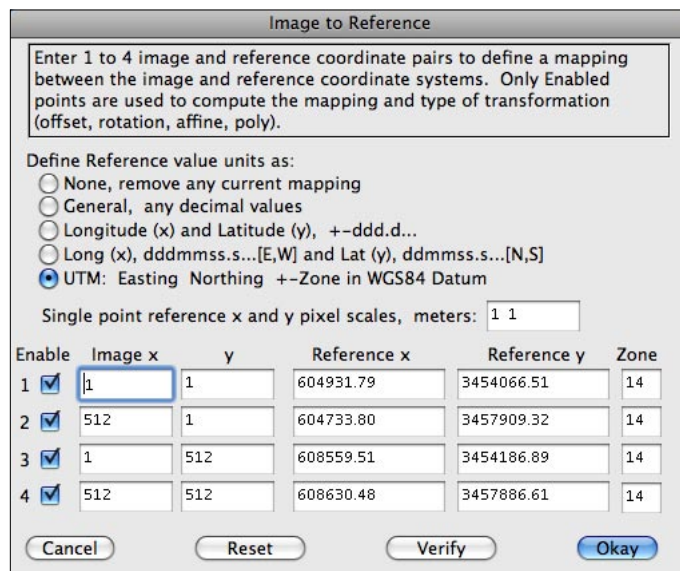 Image to Reference
Enter 1 to 4 image and reference coordinate pairs to define a mapping
between the image and reference coordinate systems. Only Enabled
points are used to compute the mapping and type of transformation
(offset, rotation, affine, poly).
Define Reference value units as:
None, remove any current mapping
General, any decimal values
Longitude (x) and Latitude (y), +-ddd.d...
Long (x), dddmmss.s...[E,W] and Lat (y), ddmmss.s...[N,S]
UTM: Easting Northing +-Zone in WGS84 Datum
Single point reference x and y pixel scales, meters: 1 1
Enable Image x y Reference x Reference y Zone
1 1 1 604931.79 3454066.51 14
2 512 1 604733.80 3457909.32 14
3 1 512 608559.51 3454186.89 14
4 512 512 608630.48 3457886.61 14
Cancel Reset Verify Okay